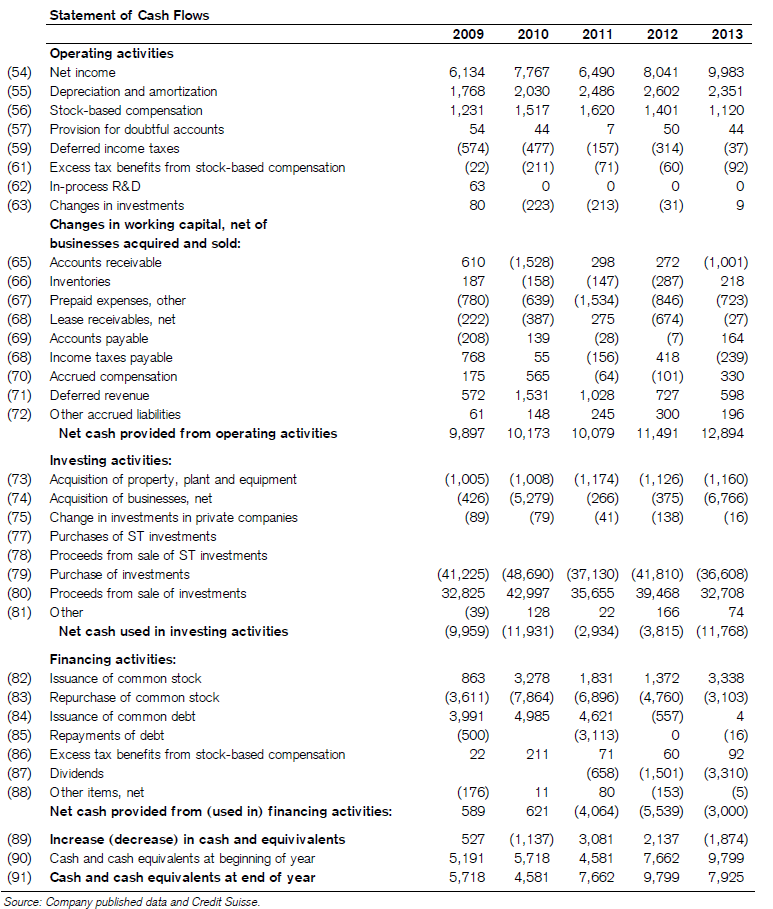 Statement of Cash Flows
2009 2010 2011 2012 2013
Operating activities
(54) Net income 6,134 7,767 6,490 8,041 9,983
(55) Depreciation and amortization 1,768 2,030 2,486 2,602 2,351
(56) Stock-based compensation 1,231 1,517 1,620 1,401 1,120
(57) Provision for doubtful accounts 54 44 7 50 44
(59) Deferred income taxes (574) (477) (157) (314) (37)
(61) Excess tax benefits from stock-based compensation (22) (211) (71) (60) (92)
(62) In-process R&D 63 0 0 0 0
(63) Changes in investments 80 (223) (213) (31) 9
Changes in working capital, net of
businesses acquired and sold:
(65) Accounts receivable 610 (1,528) 298 272 (1,001)
(66) Inventories 187 (158) (147) (287) 218
(67) Prepaid expenses, other (780) (639) (1,534) (846) (723)
(68) Lease receivables, net (222) (387) 275 (674) (27)
(69) Accounts payable (208) 139 (28) (7) 164
(68) Income taxes payable 768 55 (156) 418 (239)
(70) Accrued compensation 175 565 (64) (101) 330
(71) Deferred revenue 572 1,531 1,028 727 598
(72) Other accrued liabilities 61 148 245 300 196
Net cash provided from operating activities 9,897 10,173 10,079 11,491 12,894
Investing activities:
(73) Acquisition of property, plant and equipment (1,005) (1,008) (1,174) (1,126) (1,160)
(74) Acquisition of businesses, net (426) (5,279) (266) (375) (6,766)
(75) Change in investments in private companies (89) (79) (41) (138) (16)
(77) Purchases of ST investments
(78) Proceeds from sale of ST investments
(79) Purchase of investments (41,225) (48,690) (37,130) (41,810) (36,608)
(80) Proceeds from sale of investments 32,825 42,997 35,655 39,468 32,708
(81) Other (39) 128 22 166 74
Net cash used in investing activities (9,959) (11,931) (2,934) (3,815) (11,768)
Financing activities:
(82) Issuance of common stock 863 3,278 1,831 1,372 3,338
(83) Repurchase of common stock (3,611) (7,864) (6,896) (4,760) (3,103)
(84) Issuance of common debt 3,991 4,985 4,621 (557) 4
(85) Repayments of debt (500) (3,113) 0 (16)
(86) Excess tax benefits from stock-based compensation 22 211 71 60 92
(87) Dividends (658) (1,501) (3,310)
(88) Other items, net (176) 11 80 (153) (5)
Net cash provided from (used in) financing activities: 589 621 (4,064) (5,539) (3,000)
(89) Increase (decrease) in cash and equivivalents 527 (1,137) 3,081 2,137 (1,874)
(90) Cash and cash equivalents at beginning of year 5,191 5,718 4,581 7,662 9,799
(91) Cash and cash equivalents at end of year 5,718 4,581 7,662 9,799 7,925
Source: Company published data and Credit Suisse.